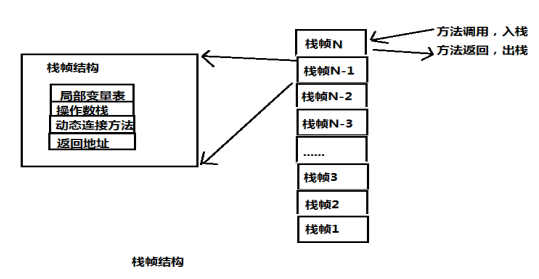 栈帧结构
局部变量表
操作数栈
动态连接方法
返回地址
栈帧N
栈帧N-1
栈帧N-2
栈帧N-3
……
栈帧3
栈帧2
栈帧1
方法调用，入栈
方法返回，出栈
栈帧结构